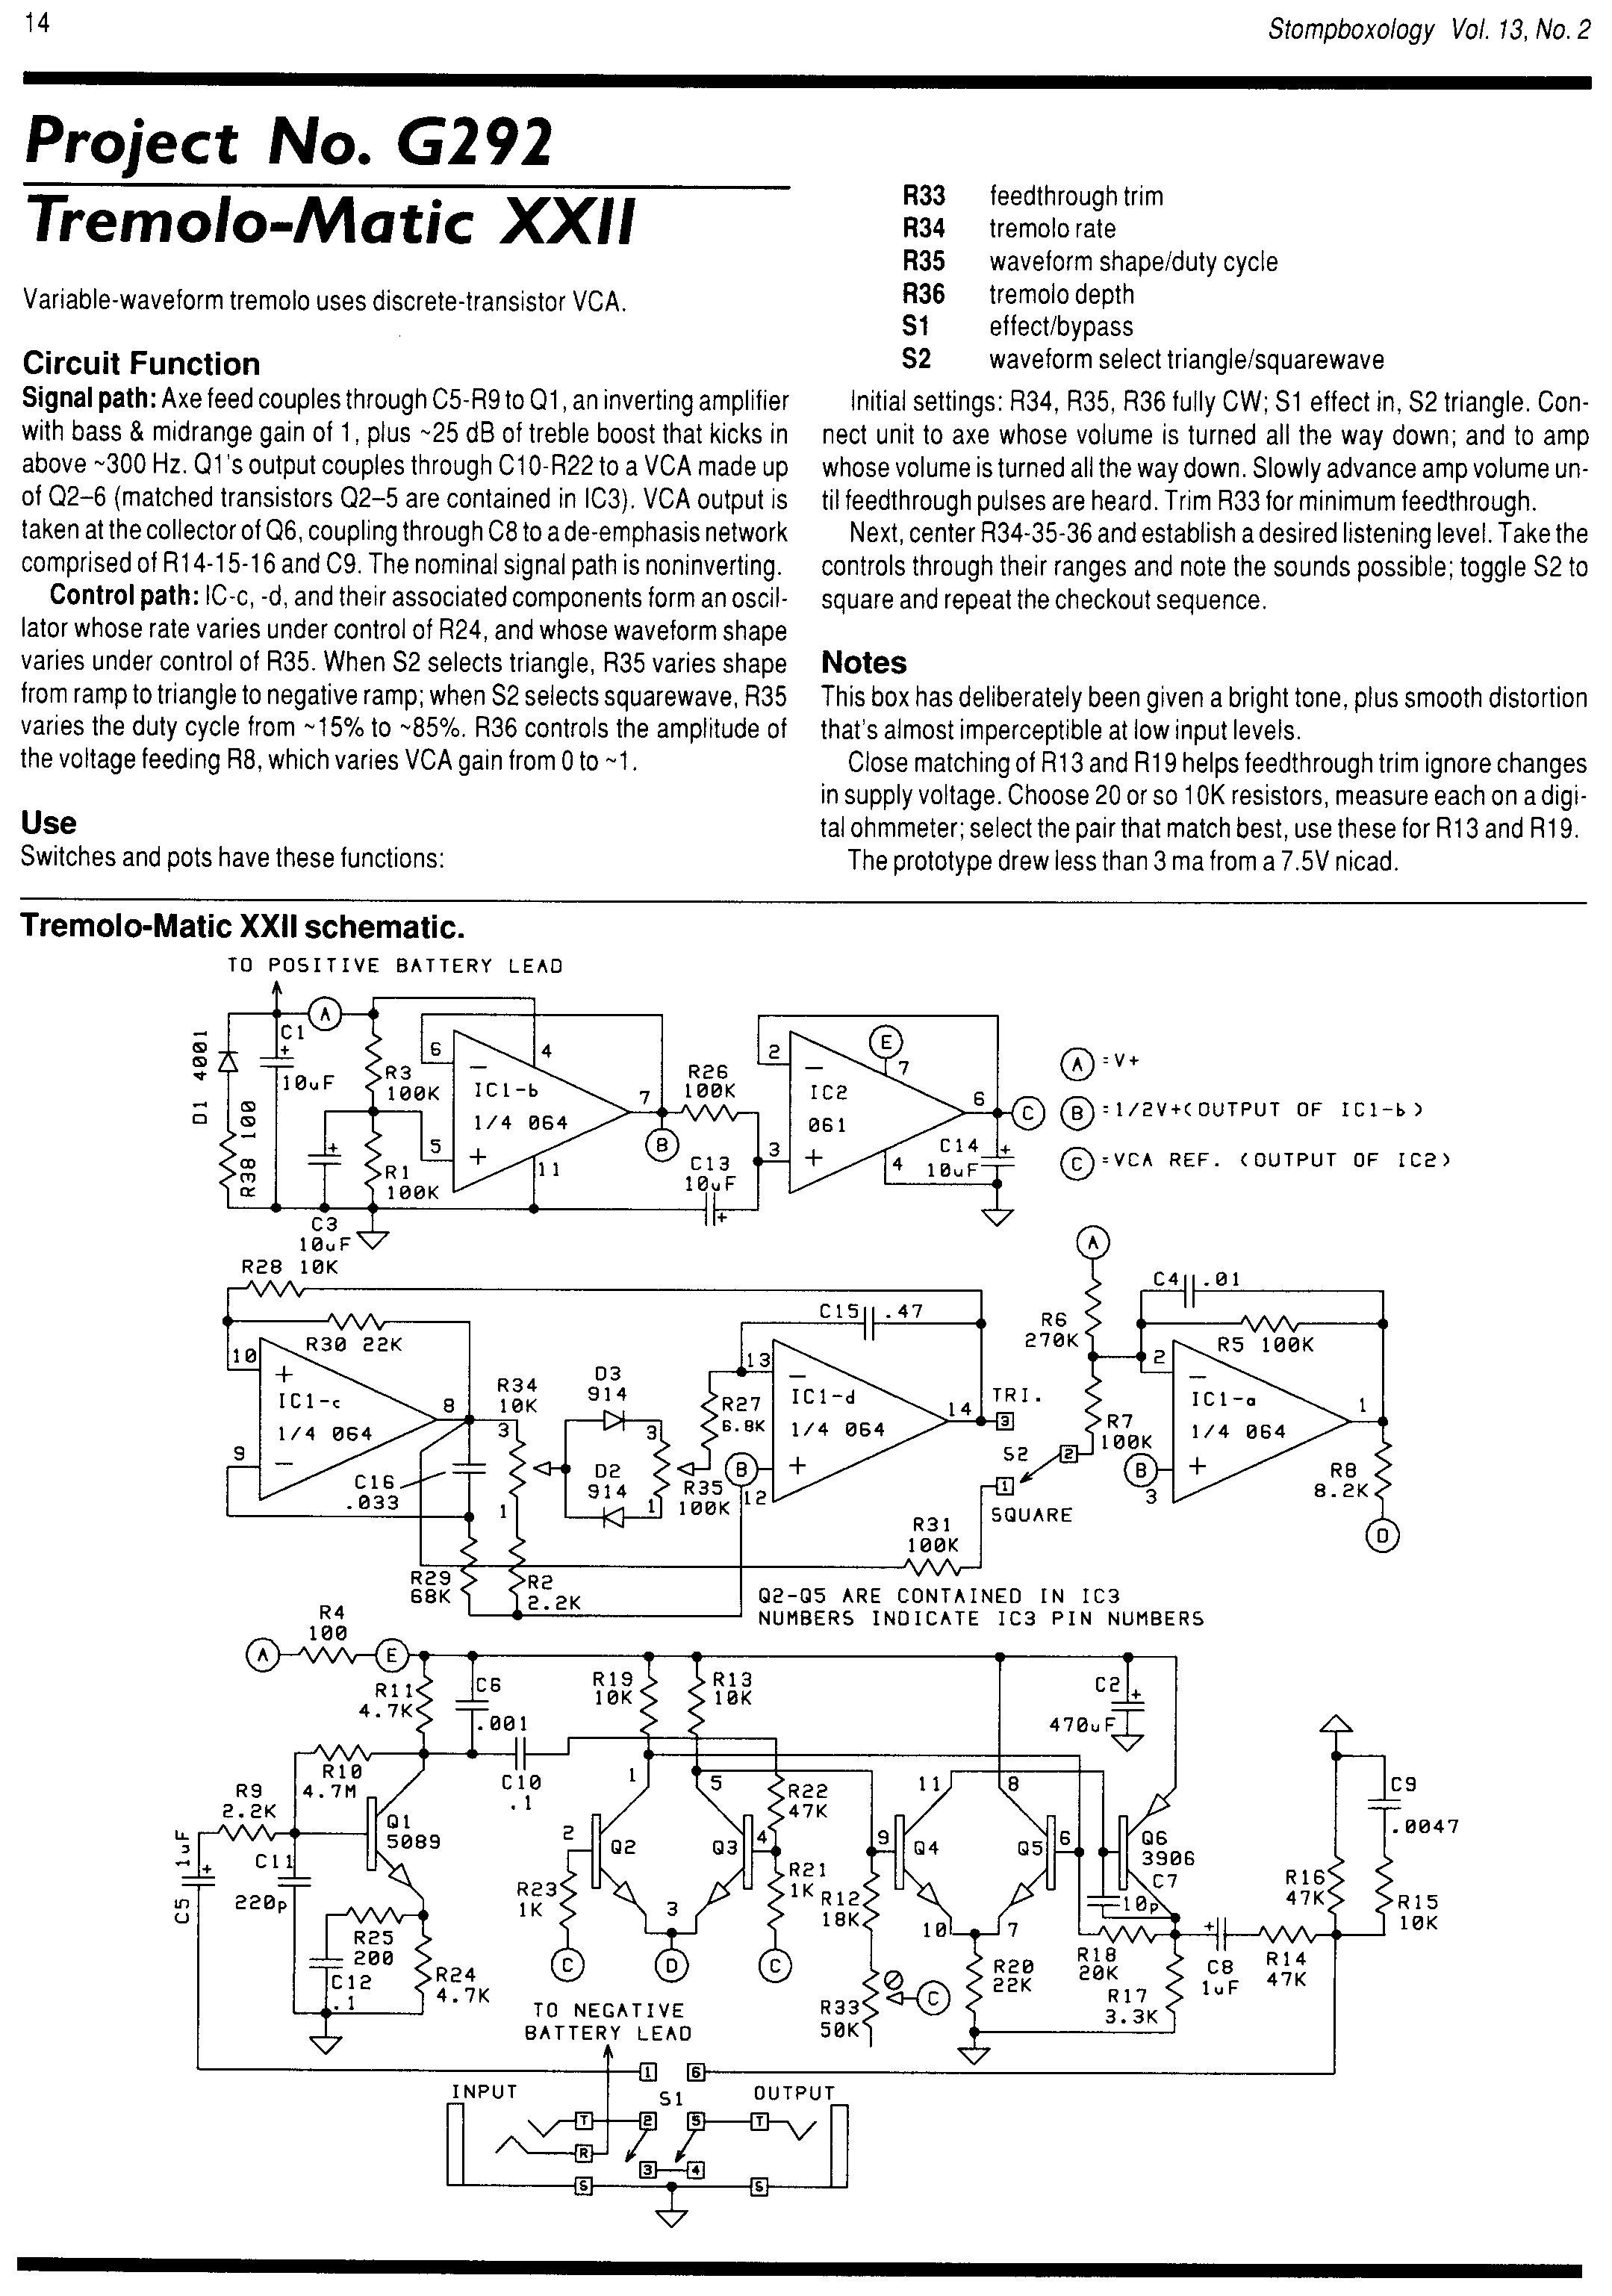 14
Stompboxology Vol. 13, No. 2
Project No. G292
Tremolo-Matic XXII
Variable-waveform tremolo uses discrete-transistor VCA.
Circuit Function
Signal path: Axe feed couples through C5-R9 to Q1, an inverting amplifier
with bass & midrange gain of 1, plus ~25 dB of treble boost that kicks in
above ~300 Hz. Q1's output couples through C10-R22 to a VCA made up
of Q2–6 (matched transistors Q2–5 are contained in IC3). VCA output is
taken at the collector of Q6, coupling through C8 to a de-emphasis network
comprised of R14-15-16 and C9. The nominal signal path is noninverting.
Control path: IC-c, -d, and their associated components form an oscil-
lator whose rate varies under control of R24, and whose waveform shape
varies under control of R35. When S2 selects triangle, R35 varies shape
from ramp to triangle to negative ramp; when S2 selects squarewave, R35
varies the duty cycle from ~15% to ~85%. R36 controls the amplitude of
the voltage feeding R8, which varies VCA gain from 0 to ~1.
Use
Switches and pots have these functions:
R33 feedthrough trim
R34 tremolo rate
R35 waveform shape/duty cycle
R36 tremolo depth
S1 effect/bypass
S2 waveform select triangle/squarewave
Initial settings: R34, R35, R36 fully CW; S1 effect in, S2 triangle. Con-
nect unit to axe whose volume is turned all the way down; and to amp
whose volume is turned all the way down. Slowly advance amp volume un-
til feedthrough pulses are heard. Trim R33 for minimum feedthrough.
Next, center R34-35-36 and establish a desired listening level. Take the
controls through their ranges and note the sounds possible; toggle S2 to
square and repeat the checkout sequence.
Notes
This box has deliberately been given a bright tone, plus smooth distortion
that's almost imperceptible at low input levels.
Close matching of R13 and R19 helps feedthrough trim ignore changes
in supply voltage. Choose 20 or so 10K resistors, measure each on a digi-
tal ohmmeter; select the pair that match best, use these for R13 and R19.
The prototype drew less than 3 ma from a 7.5V nicad.
Tremolo-Matic XXII schematic.
TO POSITIVE BATTERY LEAD
A
D1 4001
C1
+
10uF
R38 100
R3
100K
R1
100K
C3
10uF
+
6
5
4
11
7
−
+
IC1-b
1/4 064
B
R26
100K
C13
10uF
+
2
3
−
+
IC2
061
E
7
4
6
C
C14
10uF
+
A =V+
B =1/2V+(OUTPUT OF IC1-b)
C =VCA REF. (OUTPUT OF IC2)
R28 10K
R30 22K
10
9
+
−
IC1-c
1/4 064
8
C16
.033
R29
68K
R34
10K
3
1
R2
2.2K
D3
914
D2
914
3
1
R35
100K
R27
6.8K
C15 .47
13
12
B
−
+
IC1-d
1/4 064
14
TRI.
3
S2
2
1
SQUARE
R31
100K
A
R6
270K
R7
100K
C4 .01
R5 100K
2
3
B
−
+
IC1-a
1/4 064
1
R8
8.2K
D
Q2-Q5 ARE CONTAINED IN IC3
NUMBERS INDICATE IC3 PIN NUMBERS
A
R4
100
E
R11
4.7K
C6
.001
R10
4.7M
R9
2.2K
C5 1uF
+
C11
220p
Q1
5089
R25
200
C12
.1
R24
4.7K
C10
.1
R19
10K
R13
10K
1
5
2
Q2
Q3
4
3
R23
1K
C
D
C
R22
47K
R21
1K
R12
18K
R33
50K
C
9
11
8
Q4
Q5
6
10
7
R20
22K
C2
470uF
+
Q6
3906
C7
10p
R18
20K
R17
3.3K
+
C8
1uF
R14
47K
R16
47K
C9
.0047
R15
10K
TO NEGATIVE
BATTERY LEAD
1
6
INPUT
S1
OUTPUT
T
2
5
T
R
3
4
S
S